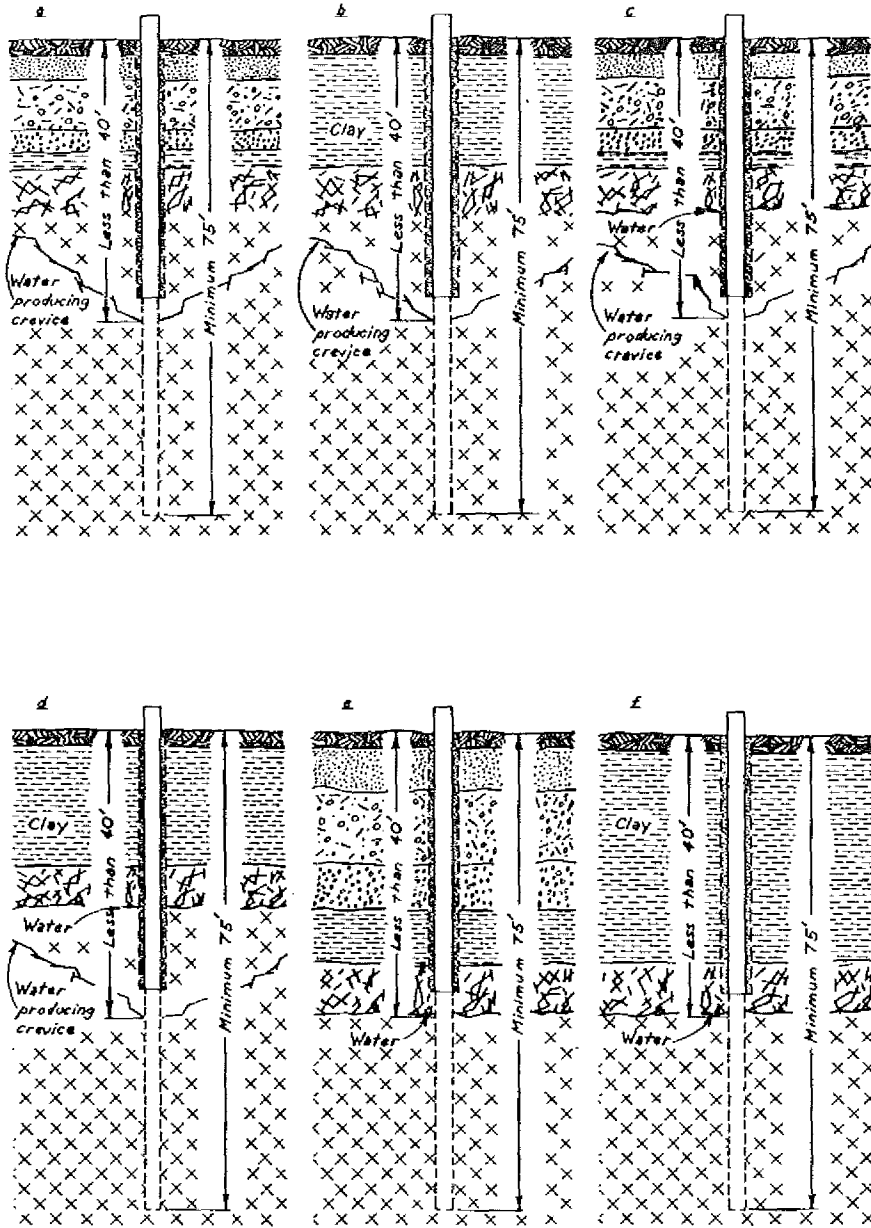 a
Less than 40'
Minimum 75'
Water
producing
crevice
b
Clay
Less than 40'
Minimum 75'
Water
producing
crevice
c
Less than 40'
Minimum 75'
Water
Water
producing
crevice
d
Clay
Less than 40'
Minimum 75'
Water
Water
producing
crevice
e
Less than 40'
Minimum 75'
Water
f
Clay
Less than 40'
Minimum 75'
Water